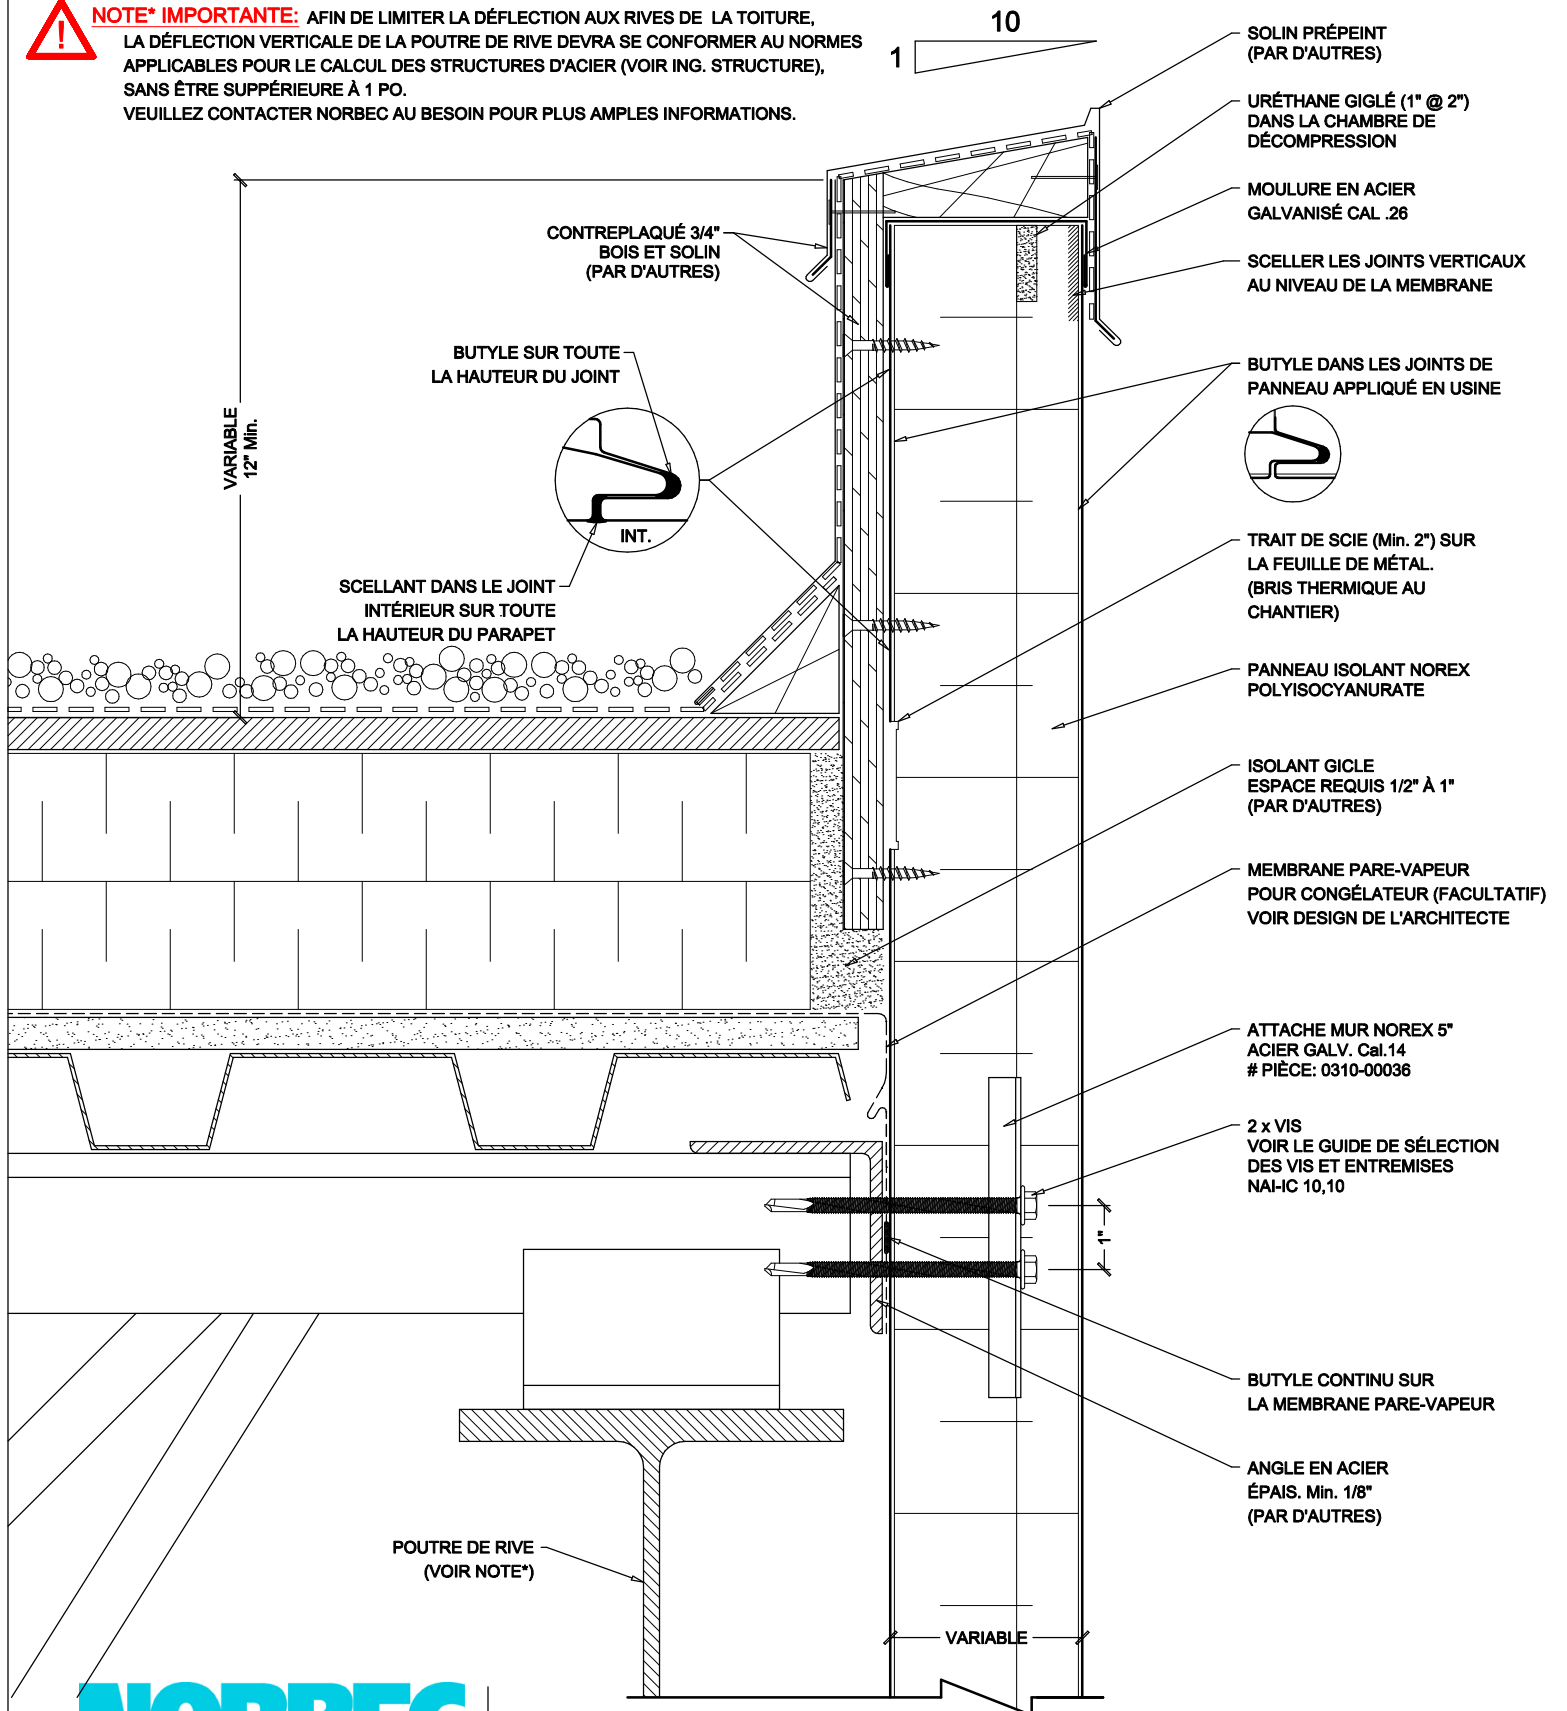 NOTE* IMPORTANTE: AFIN DE LIMITER LA DÉFLECTION AUX RIVES DE LA TOITURE,
LA DÉFLECTION VERTICALE DE LA POUTRE DE RIVE DEVRA SE CONFORMER AU NORMES
APPLICABLES POUR LE CALCUL DES STRUCTURES D'ACIER (VOIR ING. STRUCTURE),
SANS ÊTRE SUPPÉRIEURE À 1 PO.
VEUILLEZ CONTACTER NORBEC AU BESOIN POUR PLUS AMPLES INFORMATIONS.
10
1
SOLIN PRÉPEINT
(PAR D'AUTRES)
URÉTHANE GIGLÉ (1" @ 2")
DANS LA CHAMBRE DE
DÉCOMPRESSION
MOULURE EN ACIER
GALVANISÉ CAL .26
SCELLER LES JOINTS VERTICAUX
AU NIVEAU DE LA MEMBRANE
CONTREPLAQUÉ 3/4"
BOIS ET SOLIN
(PAR D'AUTRES)
BUTYLE SUR TOUTE
LA HAUTEUR DU JOINT
VARIABLE
12" Min.
INT.
SCELLANT DANS LE JOINT
INTÉRIEUR SUR TOUTE
LA HAUTEUR DU PARAPET
BUTYLE DANS LES JOINTS DE
PANNEAU APPLIQUÉ EN USINE
TRAIT DE SCIE (Min. 2") SUR
LA FEUILLE DE MÉTAL.
(BRIS THERMIQUE AU
CHANTIER)
PANNEAU ISOLANT NOREX
POLYISOCYANURATE
ISOLANT GICLE
ESPACE REQUIS 1/2" À 1"
(PAR D'AUTRES)
MEMBRANE PARE-VAPEUR
POUR CONGÉLATEUR (FACULTATIF)
VOIR DESIGN DE L'ARCHITECTE
ATTACHE MUR NOREX 5"
ACIER GALV. Cal.14
# PIÈCE: 0310-00036
2 x VIS
VOIR LE GUIDE DE SÉLECTION
DES VIS ET ENTREMISES
NAI-IC 10,10
1"
BUTYLE CONTINU SUR
LA MEMBRANE PARE-VAPEUR
ANGLE EN ACIER
ÉPAIS. Min. 1/8"
(PAR D'AUTRES)
POUTRE DE RIVE
(VOIR NOTE*)
VARIABLE
NORBEC